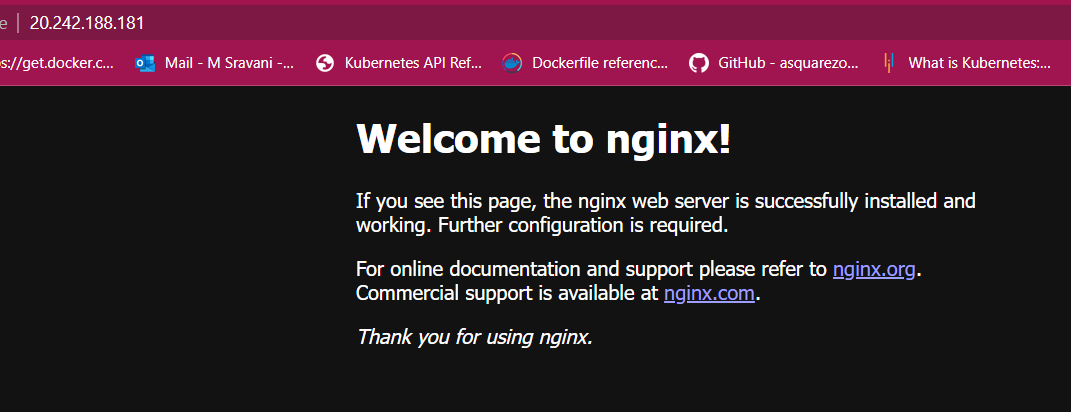 e 20.242.188.181
s://get.docker.c... Mail - M Sravani -... Kubernetes API Ref... Dockerfile referenc... GitHub - asquarezo... What is Kubernetes:...
Welcome to nginx!
If you see this page, the nginx web server is successfully installed and
working. Further configuration is required.
For online documentation and support please refer to nginx.org.
Commercial support is available at nginx.com.
Thank you for using nginx.